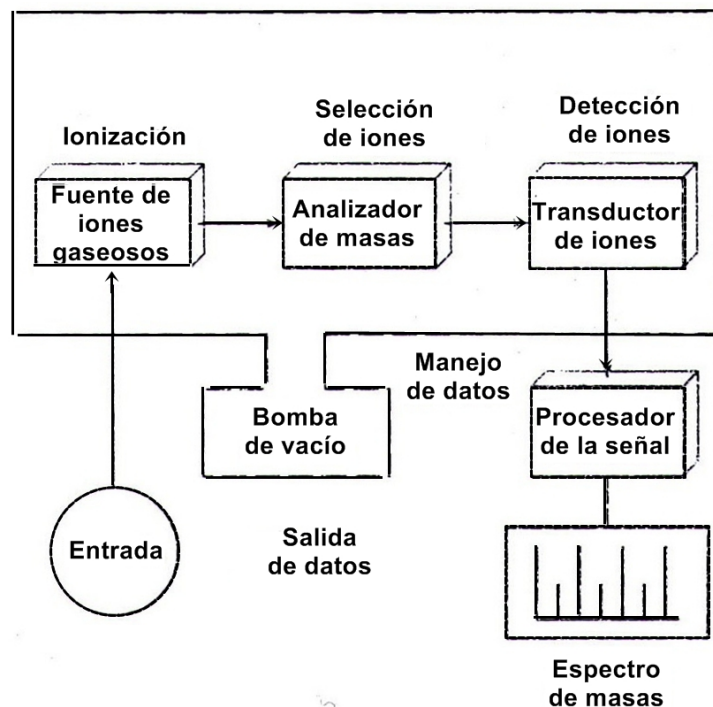 Ionización
Selección
de iones
Detección
de iones
Fuente de
iones
gaseosos
Analizador
de masas
Transductor
de iones
Manejo
de datos
Bomba
de vacío
Procesador
de la señal
Entrada
Salida
de datos
Espectro
de masas